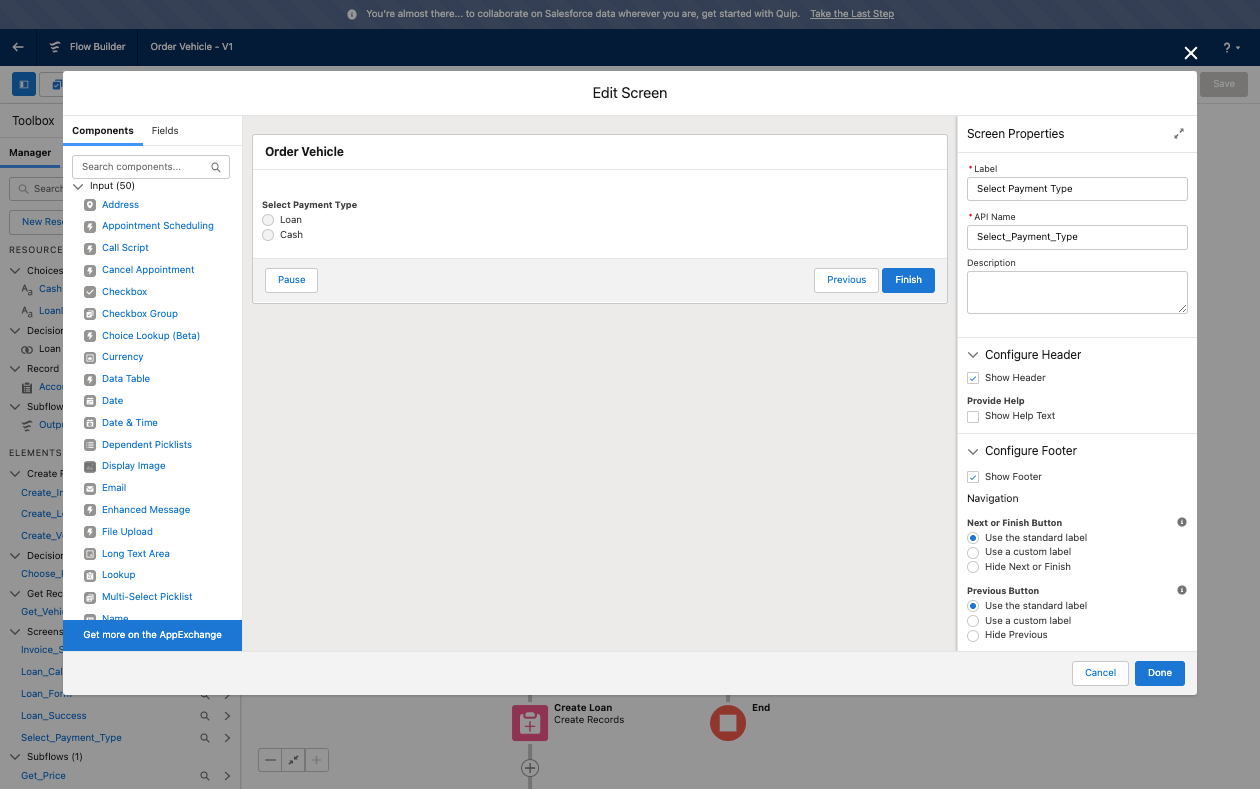 You're almost there... to collaborate on Salesforce data wherever you are, get started with Quip. Take the Last Step
Flow Builder
Order Vehicle - V1
?
Save
Edit Screen
Toolbox
Manager
Search
New Res
RESOURCE
Choices
Cash
Loan
Decision
Loan
Record
Acco
Subflow
Outp
ELEMENTS
Create R
Create_In
Create_Lo
Create_V
Decision
Choose_
Get Rec
Get_Vehi
Screens
Invoice_S
Loan_Cal
Loan_Form
Loan_Success
Select_Payment_Type
Subflows (1)
Get_Price
Components
Fields
Search components...
Input (50)
Address
Appointment Scheduling
Call Script
Cancel Appointment
Checkbox
Checkbox Group
Choice Lookup (Beta)
Currency
Data Table
Date
Date & Time
Dependent Picklists
Display Image
Email
Enhanced Message
File Upload
Long Text Area
Lookup
Multi-Select Picklist
Name
Get more on the AppExchange
Order Vehicle
Select Payment Type
Loan
Cash
Pause
Previous
Finish
Screen Properties
* Label
Select Payment Type
* API Name
Select_Payment_Type
Description
Configure Header
Show Header
Provide Help
Show Help Text
Configure Footer
Show Footer
Navigation
Next or Finish Button
Use the standard label
Use a custom label
Hide Next or Finish
Previous Button
Use the standard label
Use a custom label
Hide Previous
Cancel
Done
Create Loan
Create Records
End